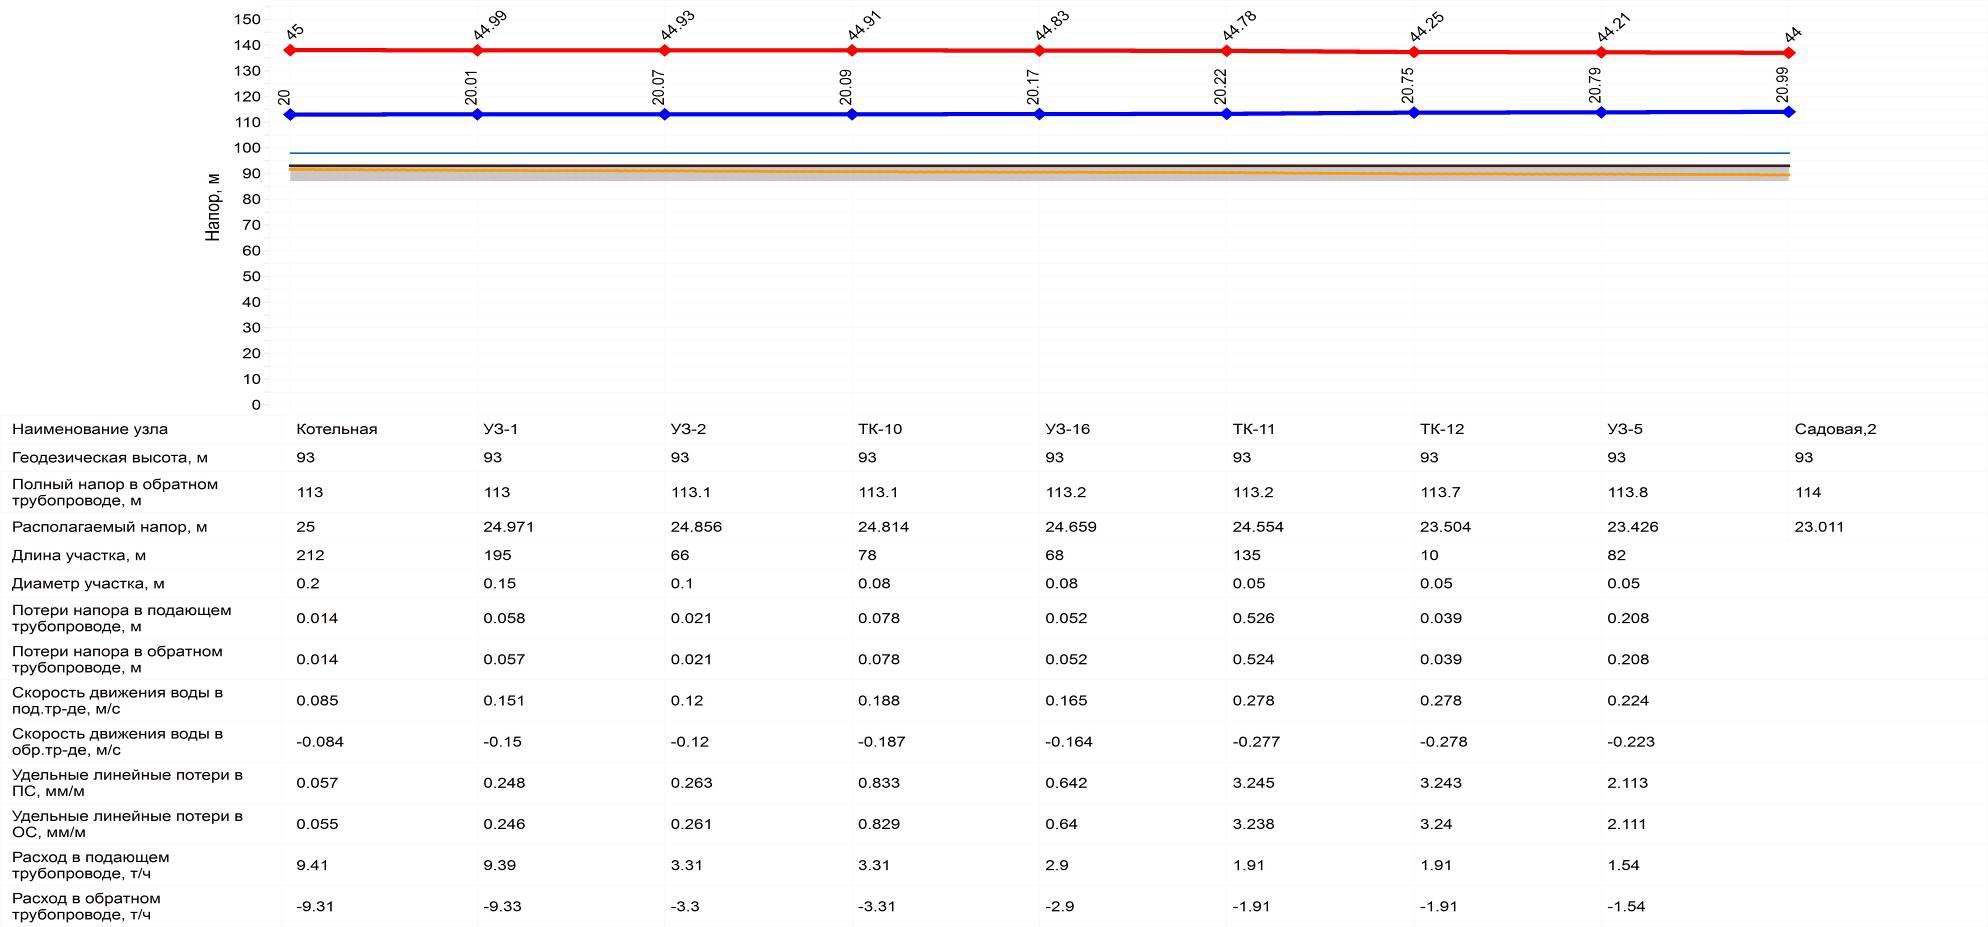 150
140
130
120
110
100
90
80
70
60
50
40
30
20
10
0
Напор, м
45 44.99 44.93 44.91 44.83 44.78 44.25 44.21 44
20 20.01 20.07 20.09 20.17 20.22 20.75 20.79 20.99
Наименование узла Котельная УЗ-1 УЗ-2 ТК-10 УЗ-16 ТК-11 ТК-12 УЗ-5 Садовая,2
Геодезическая высота, м 93 93 93 93 93 93 93 93 93
Полный напор в обратном
трубопроводе, м 113 113 113.1 113.1 113.2 113.2 113.7 113.8 114
Располагаемый напор, м 25 24.971 24.856 24.814 24.659 24.554 23.504 23.426 23.011
Длина участка, м 212 195 66 78 68 135 10 82
Диаметр участка, м 0.2 0.15 0.1 0.08 0.08 0.05 0.05 0.05
Потери напора в подающем
трубопроводе, м 0.014 0.058 0.021 0.078 0.052 0.526 0.039 0.208
Потери напора в обратном
трубопроводе, м 0.014 0.057 0.021 0.078 0.052 0.524 0.039 0.208
Скорость движения воды в
под.тр-де, м/с 0.085 0.151 0.12 0.188 0.165 0.278 0.278 0.224
Скорость движения воды в
обр.тр-де, м/с -0.084 -0.15 -0.12 -0.187 -0.164 -0.277 -0.278 -0.223
Удельные линейные потери в
ПС, мм/м 0.057 0.248 0.263 0.833 0.642 3.245 3.243 2.113
Удельные линейные потери в
ОС, мм/м 0.055 0.246 0.261 0.829 0.64 3.238 3.24 2.111
Расход в подающем
трубопроводе, т/ч 9.41 9.39 3.31 3.31 2.9 1.91 1.91 1.54
Расход в обратном
трубопроводе, т/ч -9.31 -9.33 -3.3 -3.31 -2.9 -1.91 -1.91 -1.54